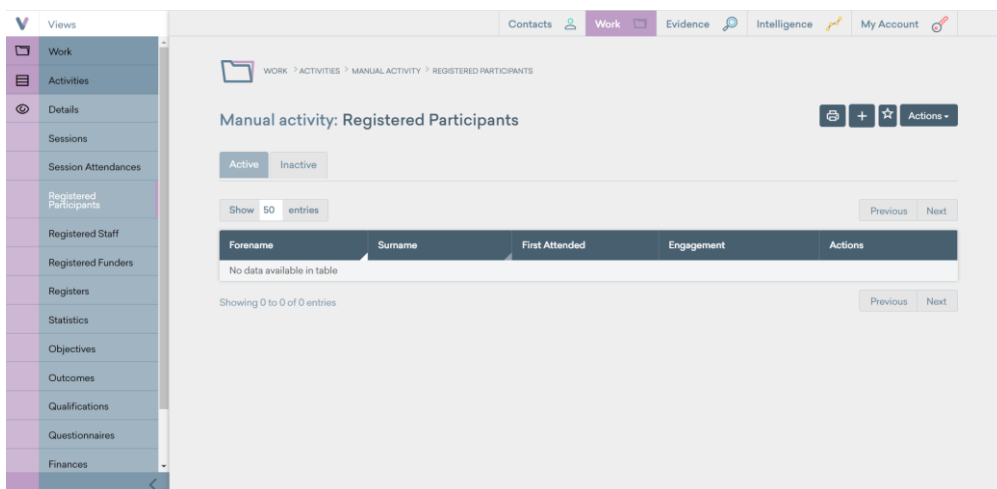 Views
Contacts
Work
Evidence
Intelligence
My Account
Work
Activities
Details
Sessions
Session Attendances
Registered
Participants
Registered Staff
Registered Funders
Registers
Statistics
Objectives
Outcomes
Qualifications
Questionnaires
Finances
WORK > ACTIVITIES > MANUAL ACTIVITY > REGISTERED PARTICIPANTS
Manual activity: Registered Participants
Actions
Active Inactive
Show 50 entries
Previous Next
Forename Surname First Attended Engagement Actions
No data available in table
Showing 0 to 0 of 0 entries
Previous Next